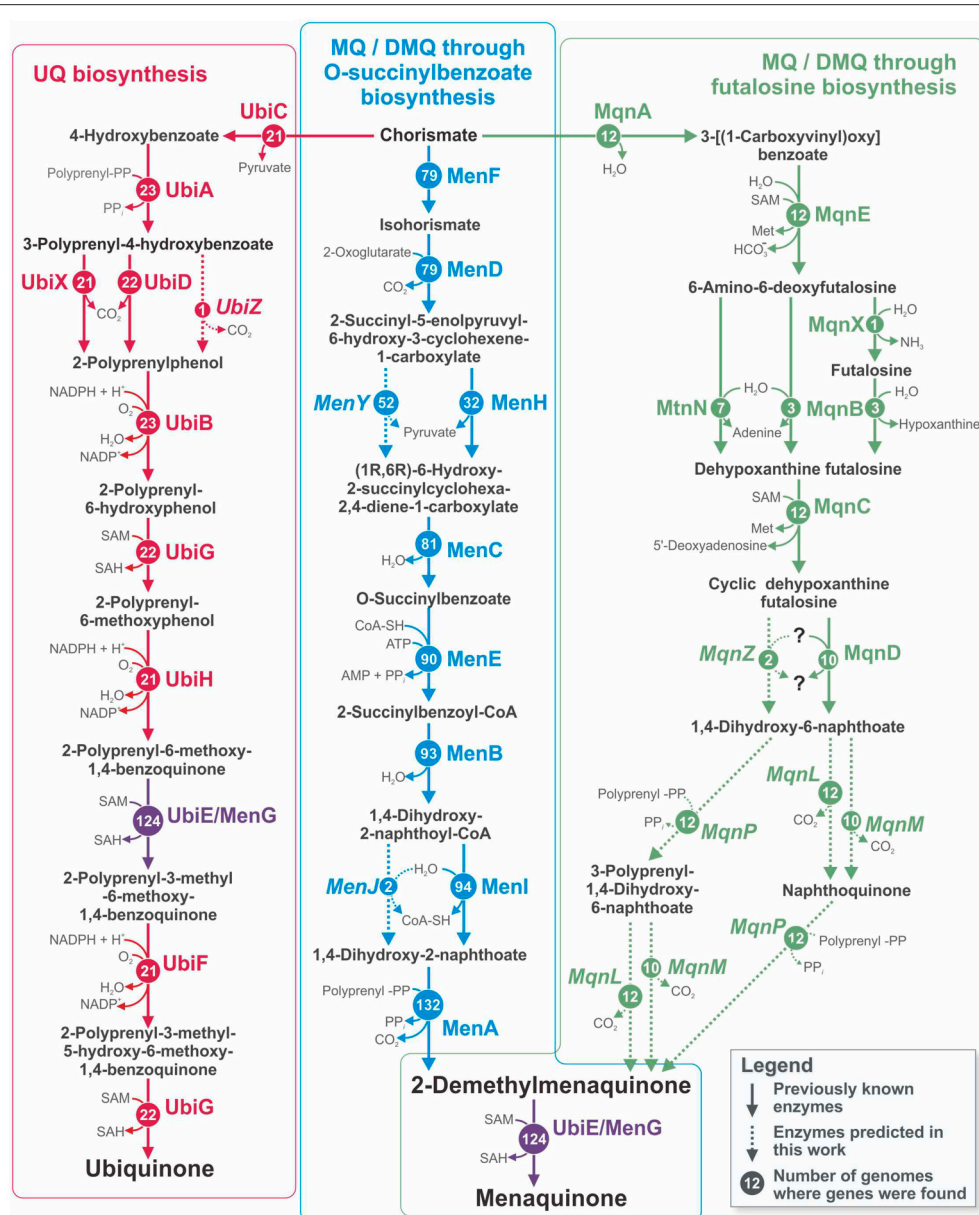 UQ biosynthesis
UbiC
21
Pyruvate
4-Hydroxybenzoate
Polyprenyl-PP
23
UbiA
PPi
3-Polyprenyl-4-hydroxybenzoate
UbiX
21
22
UbiD
1
UbiZ
CO2
CO2
2-Polyprenylphenol
NADPH + H+
O2
23
UbiB
H2O
NADP+
2-Polyprenyl-
6-hydroxyphenol
SAM
22
UbiG
SAH
2-Polyprenyl-
6-methoxyphenol
NADPH + H+
O2
21
UbiH
H2O
NADP+
2-Polyprenyl-6-methoxy-
1,4-benzoquinone
SAM
124
UbiE/MenG
SAH
2-Polyprenyl-3-methyl
-6-methoxy-
1,4-benzoquinone
NADPH + H+
O2
21
UbiF
H2O
NADP+
2-Polyprenyl-3-methyl-
5-hydroxy-6-methoxy-
1,4-benzoquinone
SAM
22
UbiG
SAH
Ubiquinone
MQ / DMQ through
O-succinylbenzoate
biosynthesis
Chorismate
79
MenF
Isohorismate
2-Oxoglutarate
79
MenD
CO2
2-Succinyl-5-enolpyruvyl-
6-hydroxy-3-cyclohexene-
1-carboxylate
MenY
52
32
MenH
Pyruvate
(1R,6R)-6-Hydroxy-
2-succinylcyclohexa-
2,4-diene-1-carboxylate
81
MenC
H2O
O-Succinylbenzoate
CoA-SH
ATP
90
MenE
AMP + PPi
2-Succinylbenzoyl-CoA
93
MenB
H2O
1,4-Dihydroxy-
2-naphthoyl-CoA
MenJ
2
H2O
94
MenI
CoA-SH
1,4-Dihydroxy-2-naphthoate
Polyprenyl -PP
132
PPi
CO2
MenA
2-Demethylmenaquinone
SAM
124
UbiE/MenG
SAH
Menaquinone
MQ / DMQ through
futalosine biosynthesis
MqnA
12
H2O
3-[(1-Carboxyvinyl)oxy]
benzoate
H2O
SAM
12
MqnE
Met
HCO3-
6-Amino-6-deoxyfutalosine
MqnX
1
H2O
NH3
Futalosine
MtnN
7
H2O
3
MqnB
3
H2O
Hypoxanthine
Adenine
Dehypoxanthine futalosine
SAM
12
MqnC
Met
5'-Deoxyadenosine
Cyclic dehypoxanthine
futalosine
?
MqnZ
2
10
MqnD
?
1,4-Dihydroxy-6-naphthoate
Polyprenyl -PP
PPi
12
MqnP
MqnL
12
CO2
10
MqnM
CO2
3-Polyprenyl-
1,4-Dihydroxy-
6-naphthoate
Naphthoquinone
MqnP
12
Polyprenyl -PP
PPi
MqnL
12
CO2
10
MqnM
CO2
Legend
Previously known
enzymes
Enzymes predicted in
this work
12
Number of genomes
where genes were found